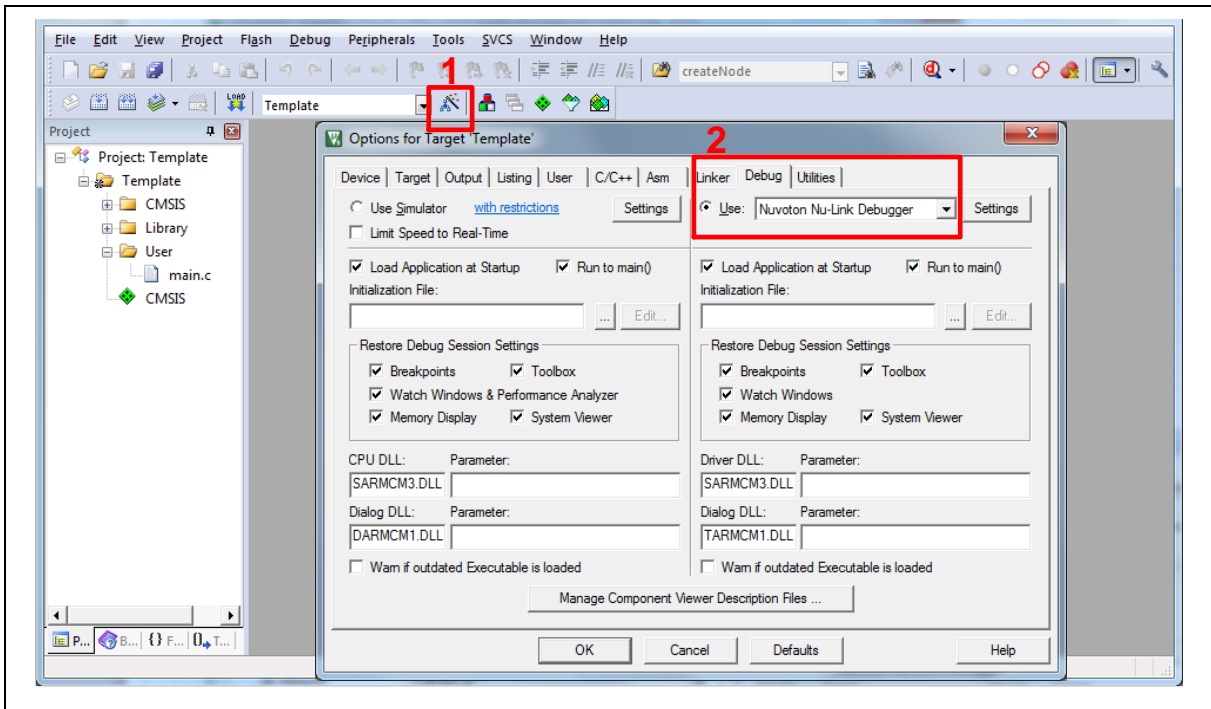 File Edit View Project Flash Debug Peripherals Tools SVCS Window Help
1
createNode
LOAD
Template
Project
Project: Template
Template
CMSIS
Library
User
main.c
CMSIS
P... B... {} F... 0 T...
Options for Target 'Template'
2
Device Target Output Listing User C/C++ Asm Linker Debug Utilities
Use Simulator with restrictions Settings
Use: Nuvoton Nu-Link Debugger Settings
Limit Speed to Real-Time
Load Application at Startup Run to main()
Load Application at Startup Run to main()
Initialization File:
Initialization File:
... Edit...
... Edit...
Restore Debug Session Settings
Breakpoints Toolbox
Watch Windows & Performance Analyzer
Memory Display System Viewer
Restore Debug Session Settings
Breakpoints Toolbox
Watch Windows
Memory Display System Viewer
CPU DLL: Parameter:
SARMCM3.DLL
Dialog DLL: Parameter:
DARMCM1.DLL
Warn if outdated Executable is loaded
Driver DLL: Parameter:
SARMCM3.DLL
Dialog DLL: Parameter:
TARMCM1.DLL
Warn if outdated Executable is loaded
Manage Component Viewer Description Files ...
OK Cancel Defaults Help